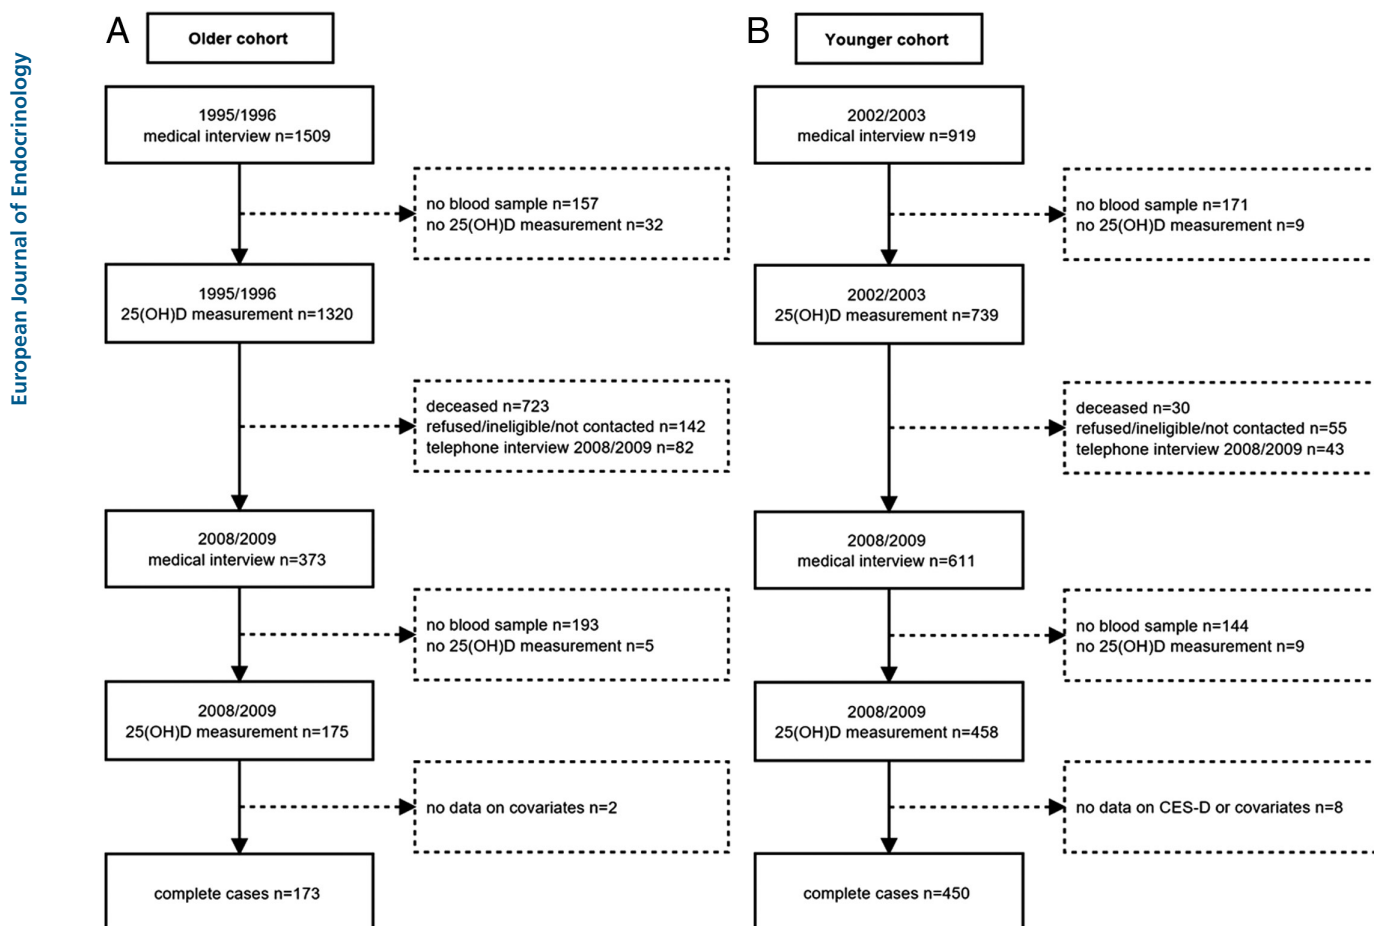 European Journal of Endocrinology
A
Older cohort
1995/1996
medical interview n=1509
no blood sample n=157
no 25(OH)D measurement n=32
1995/1996
25(OH)D measurement n=1320
deceased n=723
refused/ineligible/not contacted n=142
telephone interview 2008/2009 n=82
2008/2009
medical interview n=373
no blood sample n=193
no 25(OH)D measurement n=5
2008/2009
25(OH)D measurement n=175
no data on covariates n=2
complete cases n=173
B
Younger cohort
2002/2003
medical interview n=919
no blood sample n=171
no 25(OH)D measurement n=9
2002/2003
25(OH)D measurement n=739
deceased n=30
refused/ineligible/not contacted n=55
telephone interview 2008/2009 n=43
2008/2009
medical interview n=611
no blood sample n=144
no 25(OH)D measurement n=9
2008/2009
25(OH)D measurement n=458
no data on CES-D or covariates n=8
complete cases n=450